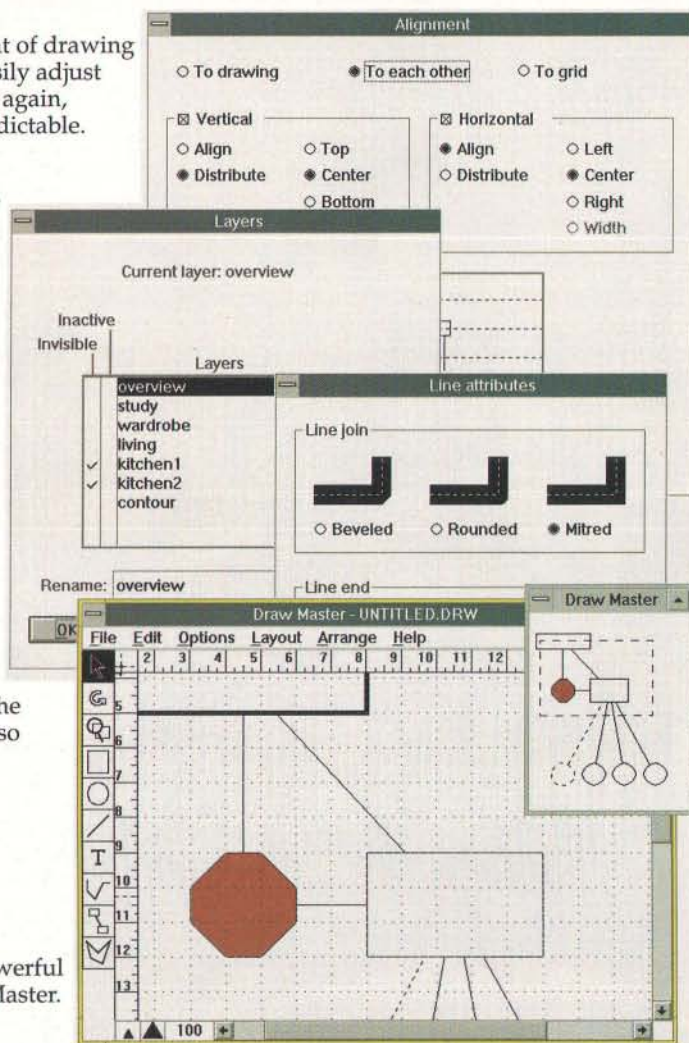 t of drawing
sily adjust
again,
dictable.
Alignment
To drawing To each other To grid
Vertical
Align Top
Distribute Center
Bottom
Horizontal
Align Left
Distribute Center
Right
Width
Layers
Current layer: overview
Inactive
Invisible
Layers
overview
study
wardrobe
living
kitchen1
kitchen2
contour
Rename: overview
OK
Line attributes
Line join
Beveled Rounded Mitred
Line end
he
so
werful
Master.
Draw Master - UNTITLED.DRW
File Edit Options Layout Arrange Help
2 3 4 5 6 7 8 9 10 11 12
5
6
7
8
9
T
10
11
12
13
100
Draw Master